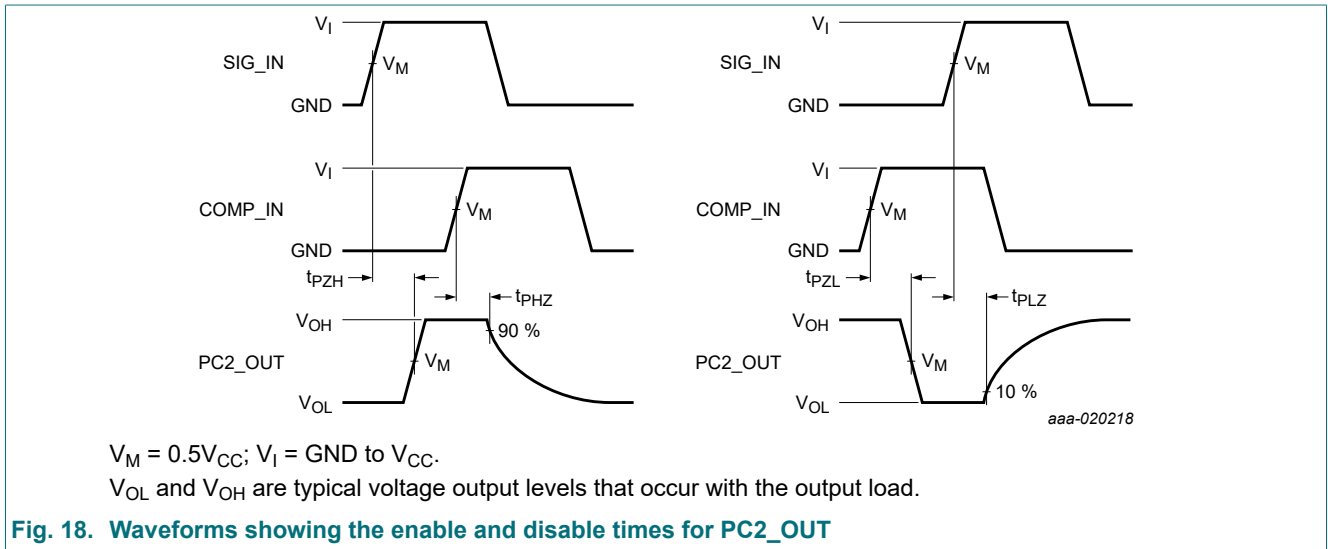 V_I
SIG_IN
V_M
GND
V_I
COMP_IN
V_M
GND
t_PZH
t_PHZ
V_OH
90 %
PC2_OUT
V_M
V_OL
V_I
SIG_IN
V_M
GND
V_I
COMP_IN
V_M
GND
t_PZL
t_PLZ
V_OH
PC2_OUT
V_M
10 %
V_OL
aaa-020218
V_M = 0.5V_CC; V_I = GND to V_CC.
V_OL and V_OH are typical voltage output levels that occur with the output load.
Fig. 18. Waveforms showing the enable and disable times for PC2_OUT